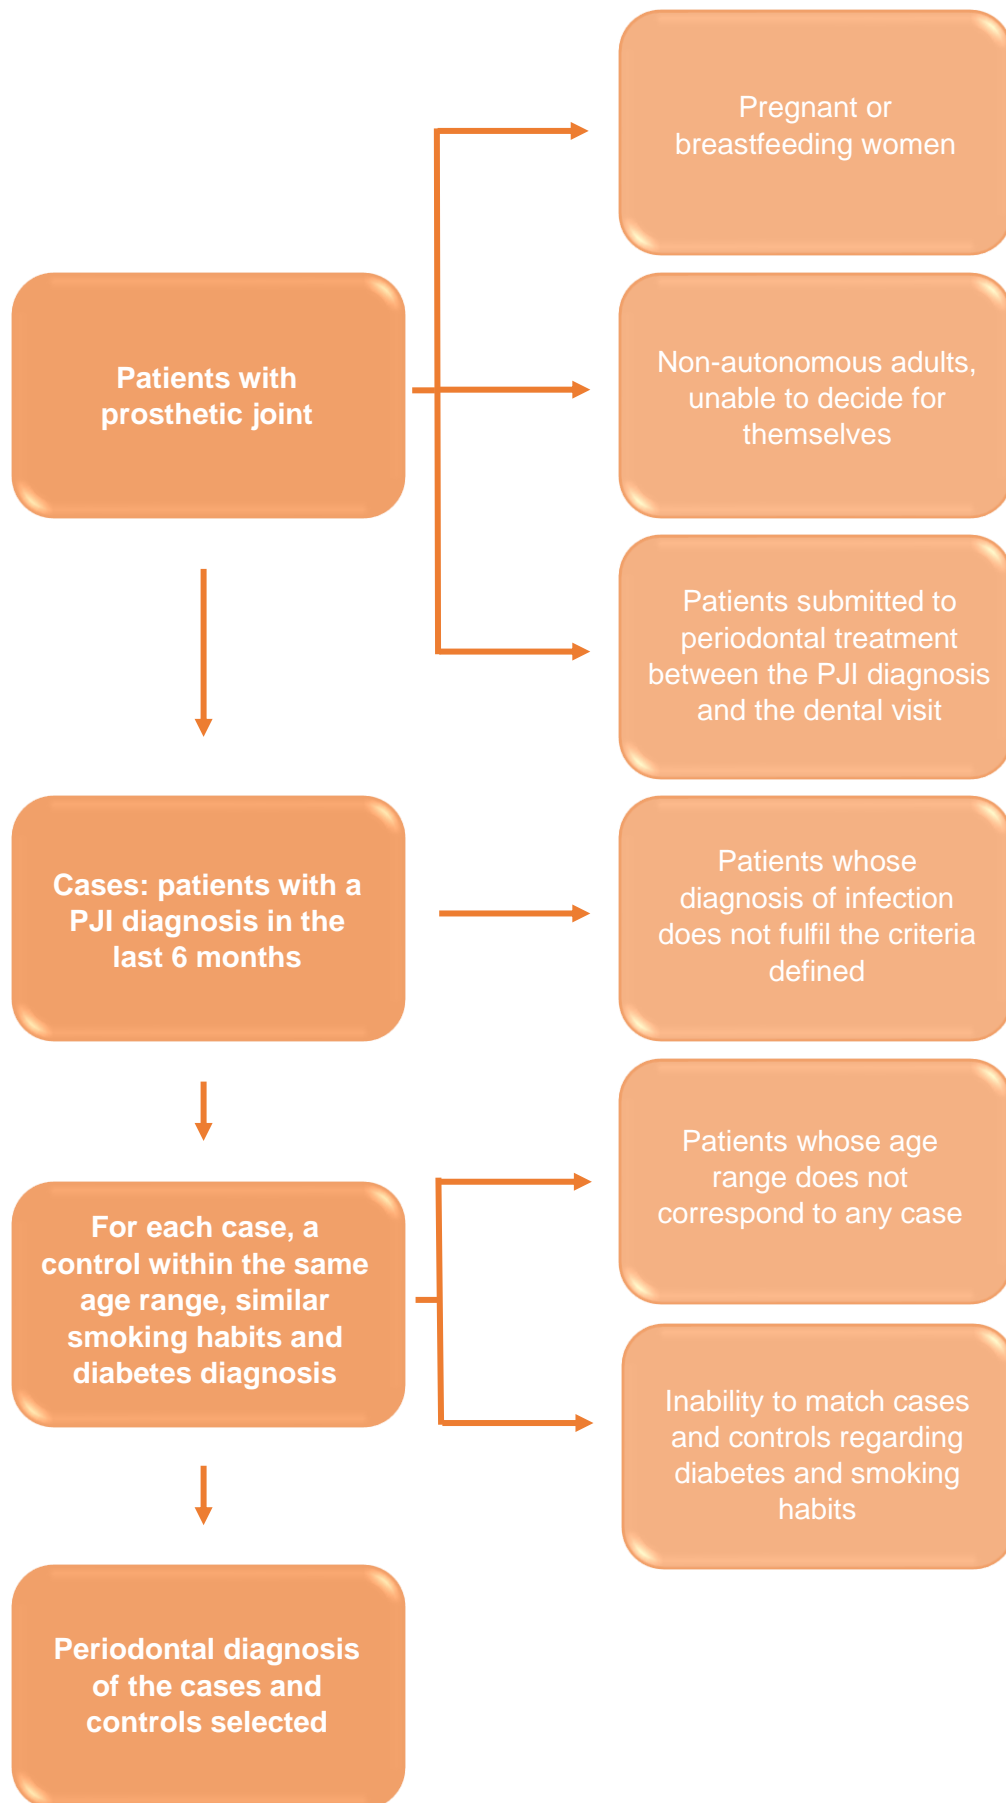 Pregnant or
breastfeeding women
Patients with
prosthetic joint
Non-autonomous adults,
unable to decide for
themselves
Patients submitted to
periodontal treatment
between the PJI diagnosis
and the dental visit
Cases: patients with a
PJI diagnosis in the
last 6 months
Patients whose
diagnosis of infection
does not fulfil the criteria
defined
For each case, a
control within the same
age range, similar
smoking habits and
diabetes diagnosis
Patients whose age
range does not
correspond to any case
Inability to match cases
and controls regarding
diabetes and smoking
habits
Periodontal diagnosis
of the cases and
controls selected